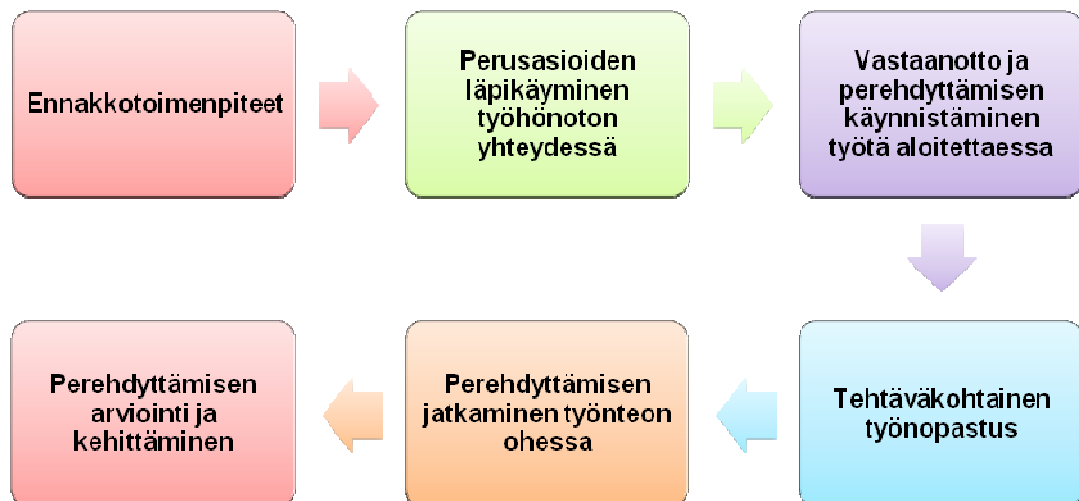 Ennakkotoimenpiteet
Perusasioiden
läpikäyminen
työhönoton
yhteydessä
Vastaanotto ja
perehdyttämisen
käynnistäminen
työtä aloitettaessa
Tehtäväkohtainen
työnopastus
Perehdyttämisen
jatkaminen työnteon
ohessa
Perehdyttämisen
arviointi ja
kehittäminen